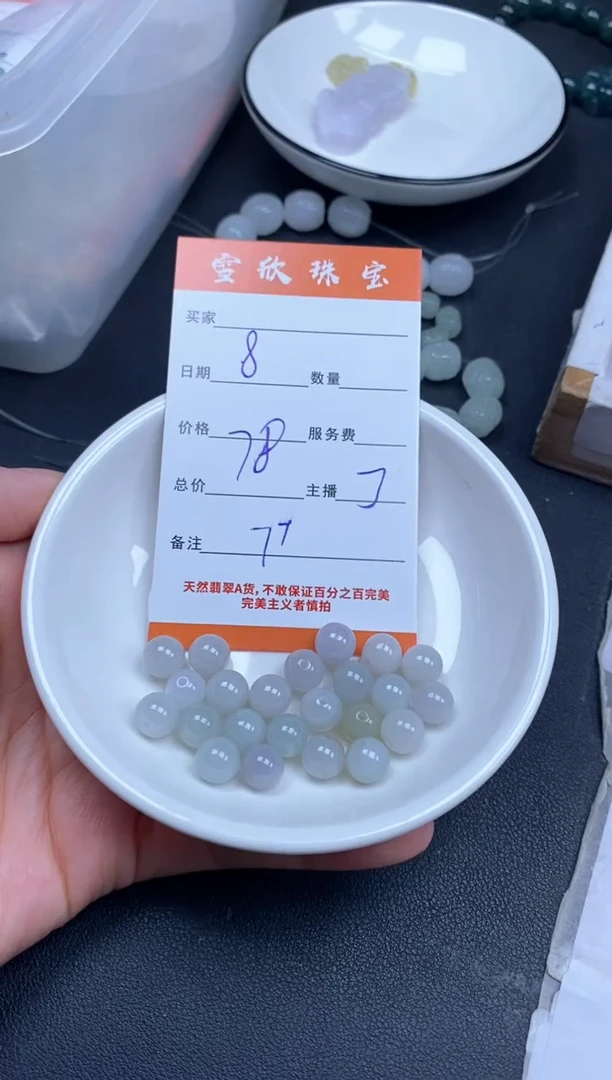 雪欣珠宝
买家
日期 8 数量
价格 78 服务费
总价 主播
备注
天然翡翠A货,不敢保证百分之百完美
完美主义者慎拍